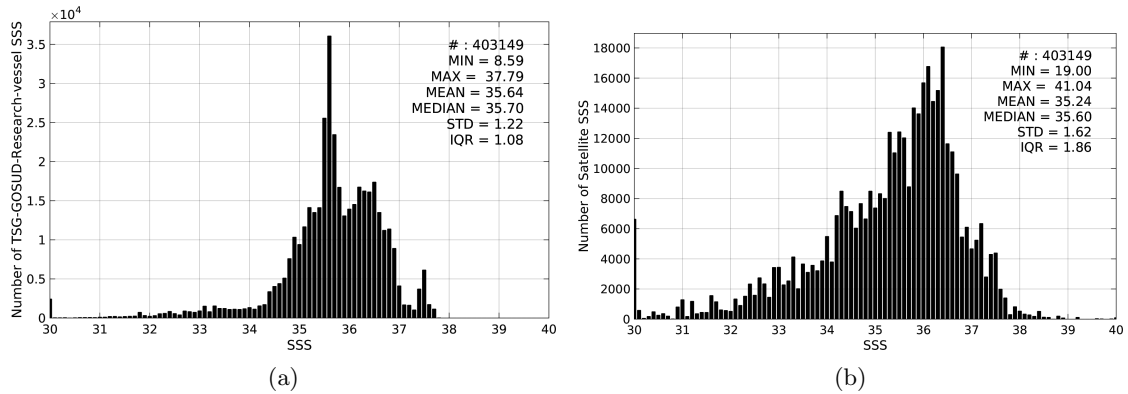 ×10⁴
Number of TSG-GOSUD-Research-vessel SSS
3.5
3
2.5
2
1.5
1
0.5
0
# : 403149
MIN = 8.59
MAX = 37.79
MEAN = 35.64
MEDIAN = 35.70
STD = 1.22
IQR = 1.08
30 31 32 33 34 35 36 37 38 39 40
SSS
(a)
Number of Satellite SSS
18000
16000
14000
12000
10000
8000
6000
4000
2000
0
# : 403149
MIN = 19.00
MAX = 41.04
MEAN = 35.24
MEDIAN = 35.60
STD = 1.62
IQR = 1.86
30 31 32 33 34 35 36 37 38 39 40
SSS
(b)